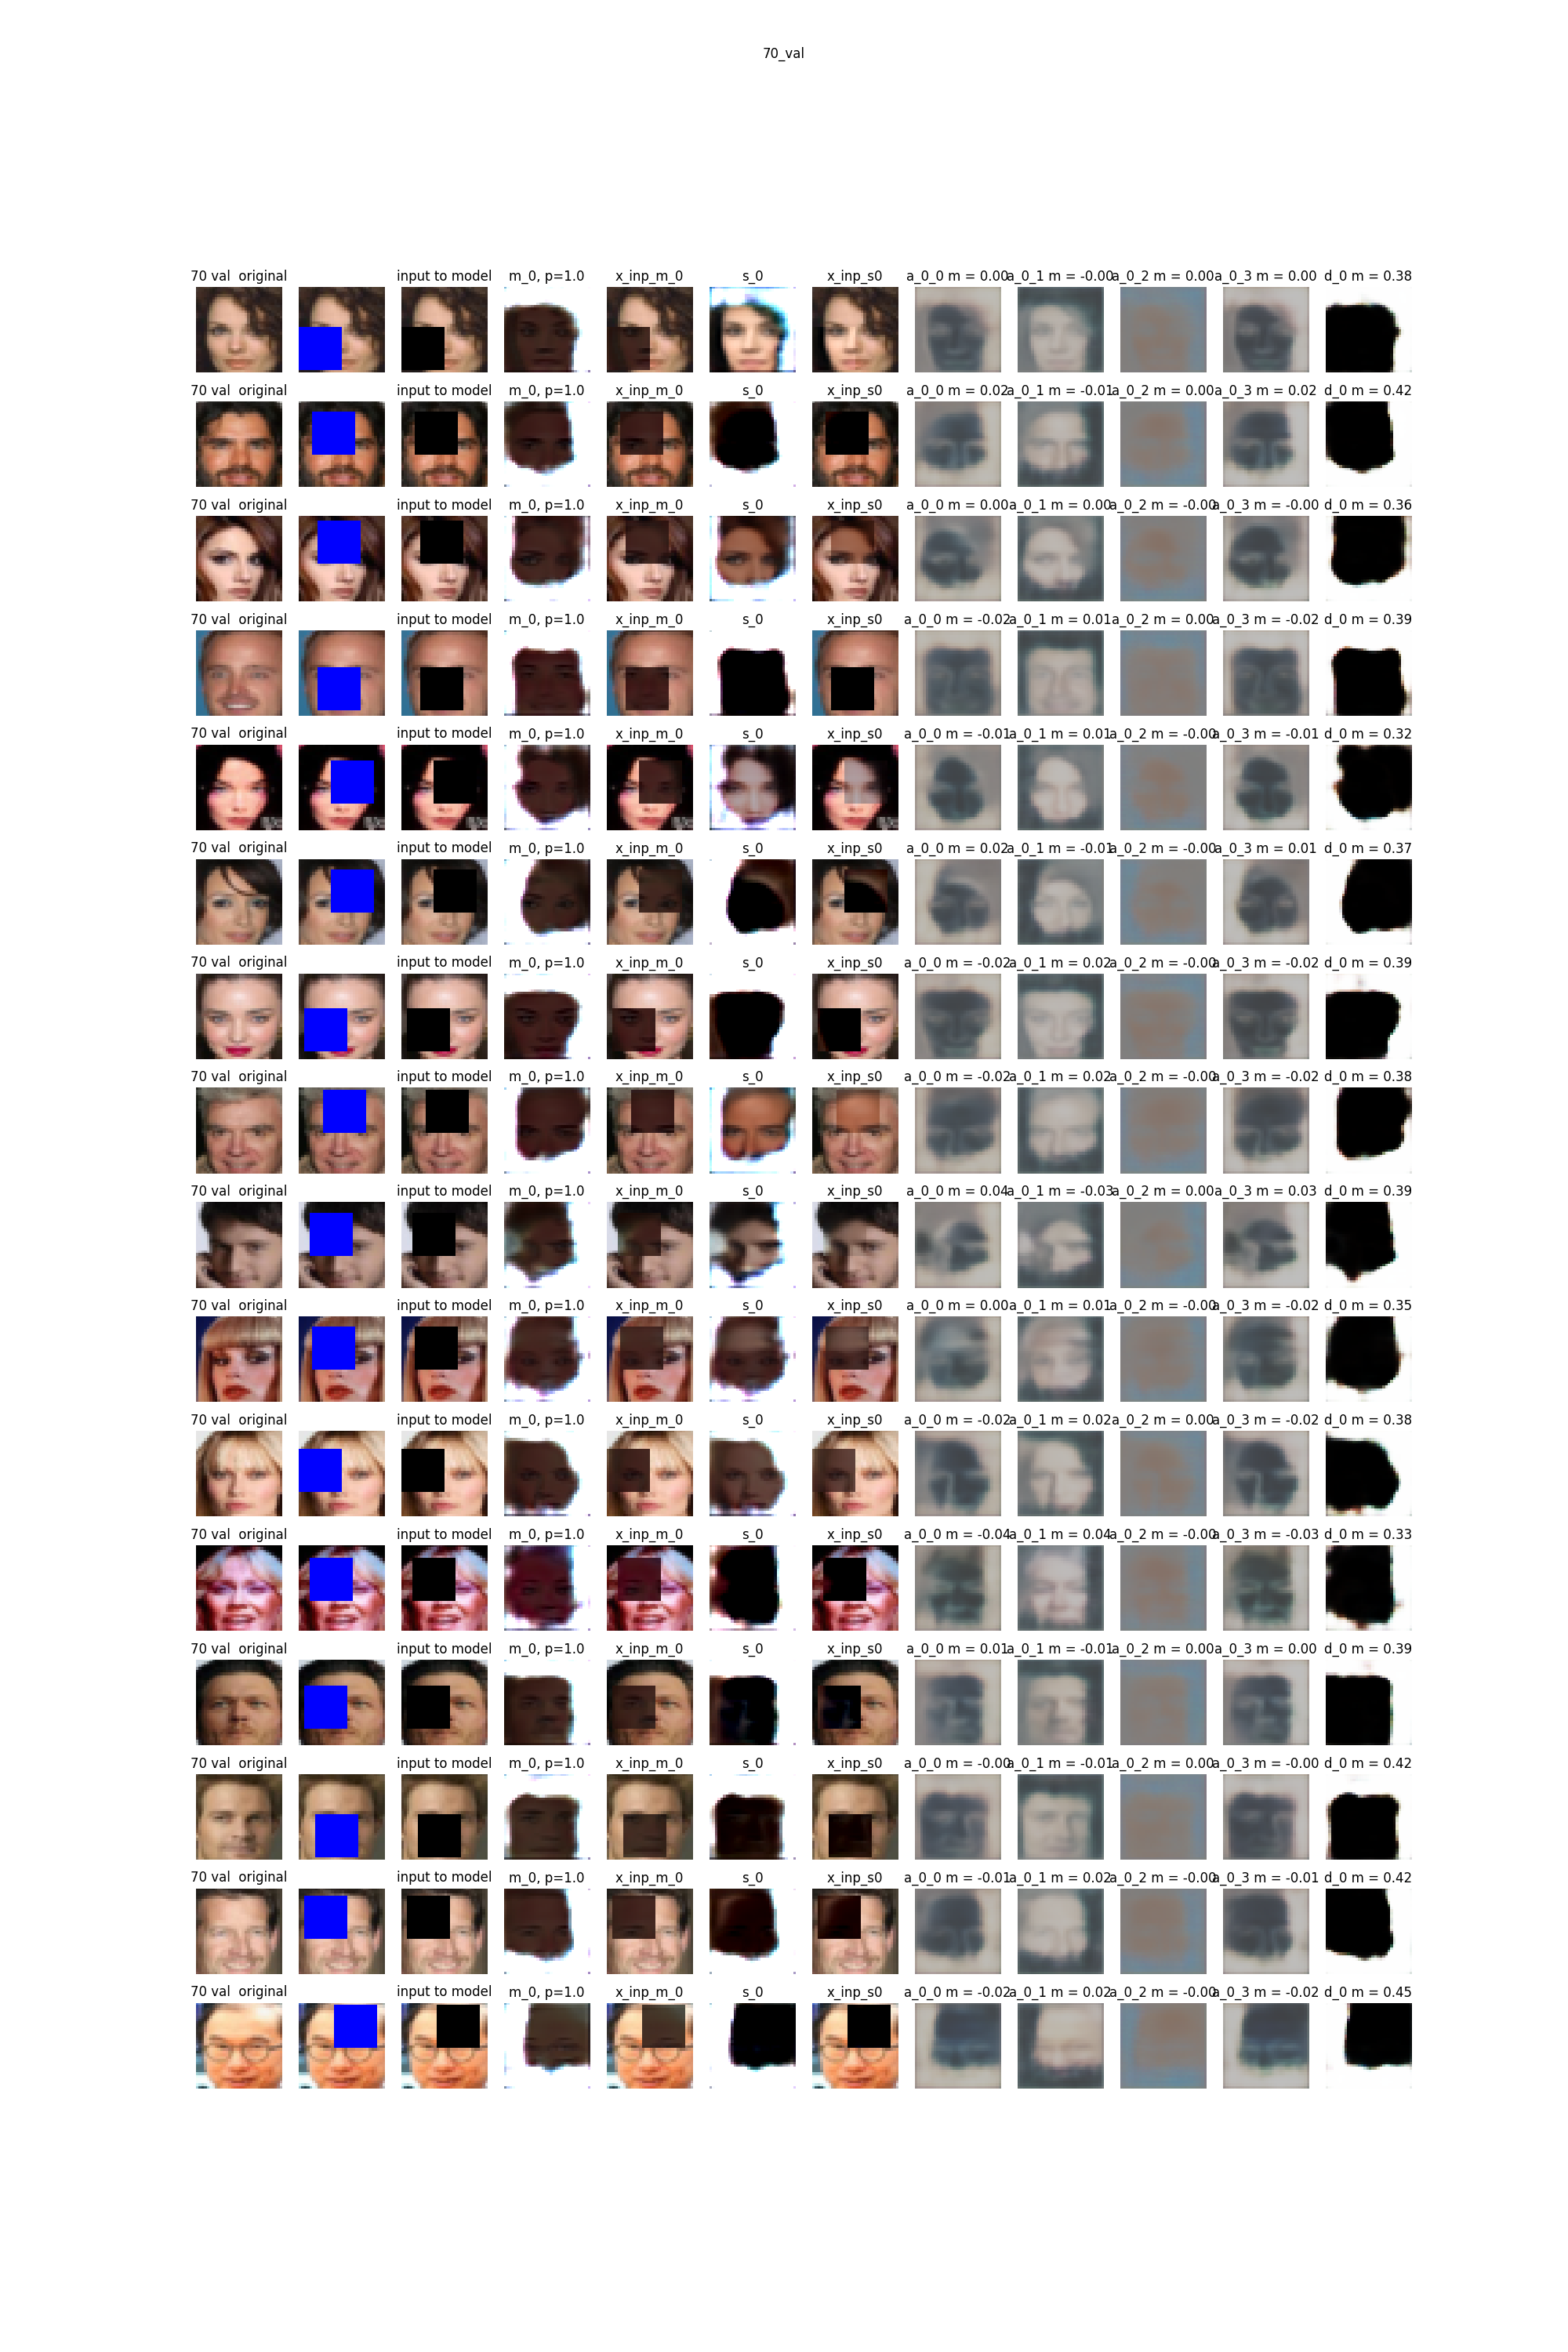 70_val
70 val original input to model m_0, p=1.0 x_inp_m_0 s_0 x_inp_s0 a_0_0 m = 0.00 a_0_1 m = -0.00 a_0_2 m = 0.00 a_0_3 m = 0.00 d_0 m = 0.38
70 val original input to model m_0, p=1.0 x_inp_m_0 s_0 x_inp_s0 a_0_0 m = 0.02 a_0_1 m = -0.01 a_0_2 m = 0.00 a_0_3 m = 0.02 d_0 m = 0.42
70 val original input to model m_0, p=1.0 x_inp_m_0 s_0 x_inp_s0 a_0_0 m = 0.00 a_0_1 m = 0.00 a_0_2 m = -0.00 a_0_3 m = -0.00 d_0 m = 0.36
70 val original input to model m_0, p=1.0 x_inp_m_0 s_0 x_inp_s0 a_0_0 m = -0.02 a_0_1 m = 0.01 a_0_2 m = 0.00 a_0_3 m = -0.02 d_0 m = 0.39
70 val original input to model m_0, p=1.0 x_inp_m_0 s_0 x_inp_s0 a_0_0 m = -0.01 a_0_1 m = 0.01 a_0_2 m = -0.00 a_0_3 m = -0.01 d_0 m = 0.32
70 val original input to model m_0, p=1.0 x_inp_m_0 s_0 x_inp_s0 a_0_0 m = 0.02 a_0_1 m = -0.01 a_0_2 m = -0.00 a_0_3 m = 0.01 d_0 m = 0.37
70 val original input to model m_0, p=1.0 x_inp_m_0 s_0 x_inp_s0 a_0_0 m = -0.02 a_0_1 m = 0.02 a_0_2 m = -0.00 a_0_3 m = -0.02 d_0 m = 0.39
70 val original input to model m_0, p=1.0 x_inp_m_0 s_0 x_inp_s0 a_0_0 m = -0.02 a_0_1 m = 0.02 a_0_2 m = -0.00 a_0_3 m = -0.02 d_0 m = 0.38
70 val original input to model m_0, p=1.0 x_inp_m_0 s_0 x_inp_s0 a_0_0 m = 0.04 a_0_1 m = -0.03 a_0_2 m = 0.00 a_0_3 m = 0.03 d_0 m = 0.39
70 val original input to model m_0, p=1.0 x_inp_m_0 s_0 x_inp_s0 a_0_0 m = 0.00 a_0_1 m = 0.01 a_0_2 m = -0.00 a_0_3 m = -0.02 d_0 m = 0.35
70 val original input to model m_0, p=1.0 x_inp_m_0 s_0 x_inp_s0 a_0_0 m = -0.02 a_0_1 m = 0.02 a_0_2 m = 0.00 a_0_3 m = -0.02 d_0 m = 0.38
70 val original input to model m_0, p=1.0 x_inp_m_0 s_0 x_inp_s0 a_0_0 m = -0.04 a_0_1 m = 0.04 a_0_2 m = -0.00 a_0_3 m = -0.03 d_0 m = 0.33
70 val original input to model m_0, p=1.0 x_inp_m_0 s_0 x_inp_s0 a_0_0 m = 0.01 a_0_1 m = -0.01 a_0_2 m = 0.00 a_0_3 m = 0.00 d_0 m = 0.39
70 val original input to model m_0, p=1.0 x_inp_m_0 s_0 x_inp_s0 a_0_0 m = -0.00 a_0_1 m = -0.01 a_0_2 m = 0.00 a_0_3 m = -0.00 d_0 m = 0.42
70 val original input to model m_0, p=1.0 x_inp_m_0 s_0 x_inp_s0 a_0_0 m = -0.01 a_0_1 m = 0.02 a_0_2 m = -0.00 a_0_3 m = -0.01 d_0 m = 0.42
70 val original input to model m_0, p=1.0 x_inp_m_0 s_0 x_inp_s0 a_0_0 m = -0.02 a_0_1 m = 0.02 a_0_2 m = -0.00 a_0_3 m = -0.02 d_0 m = 0.45